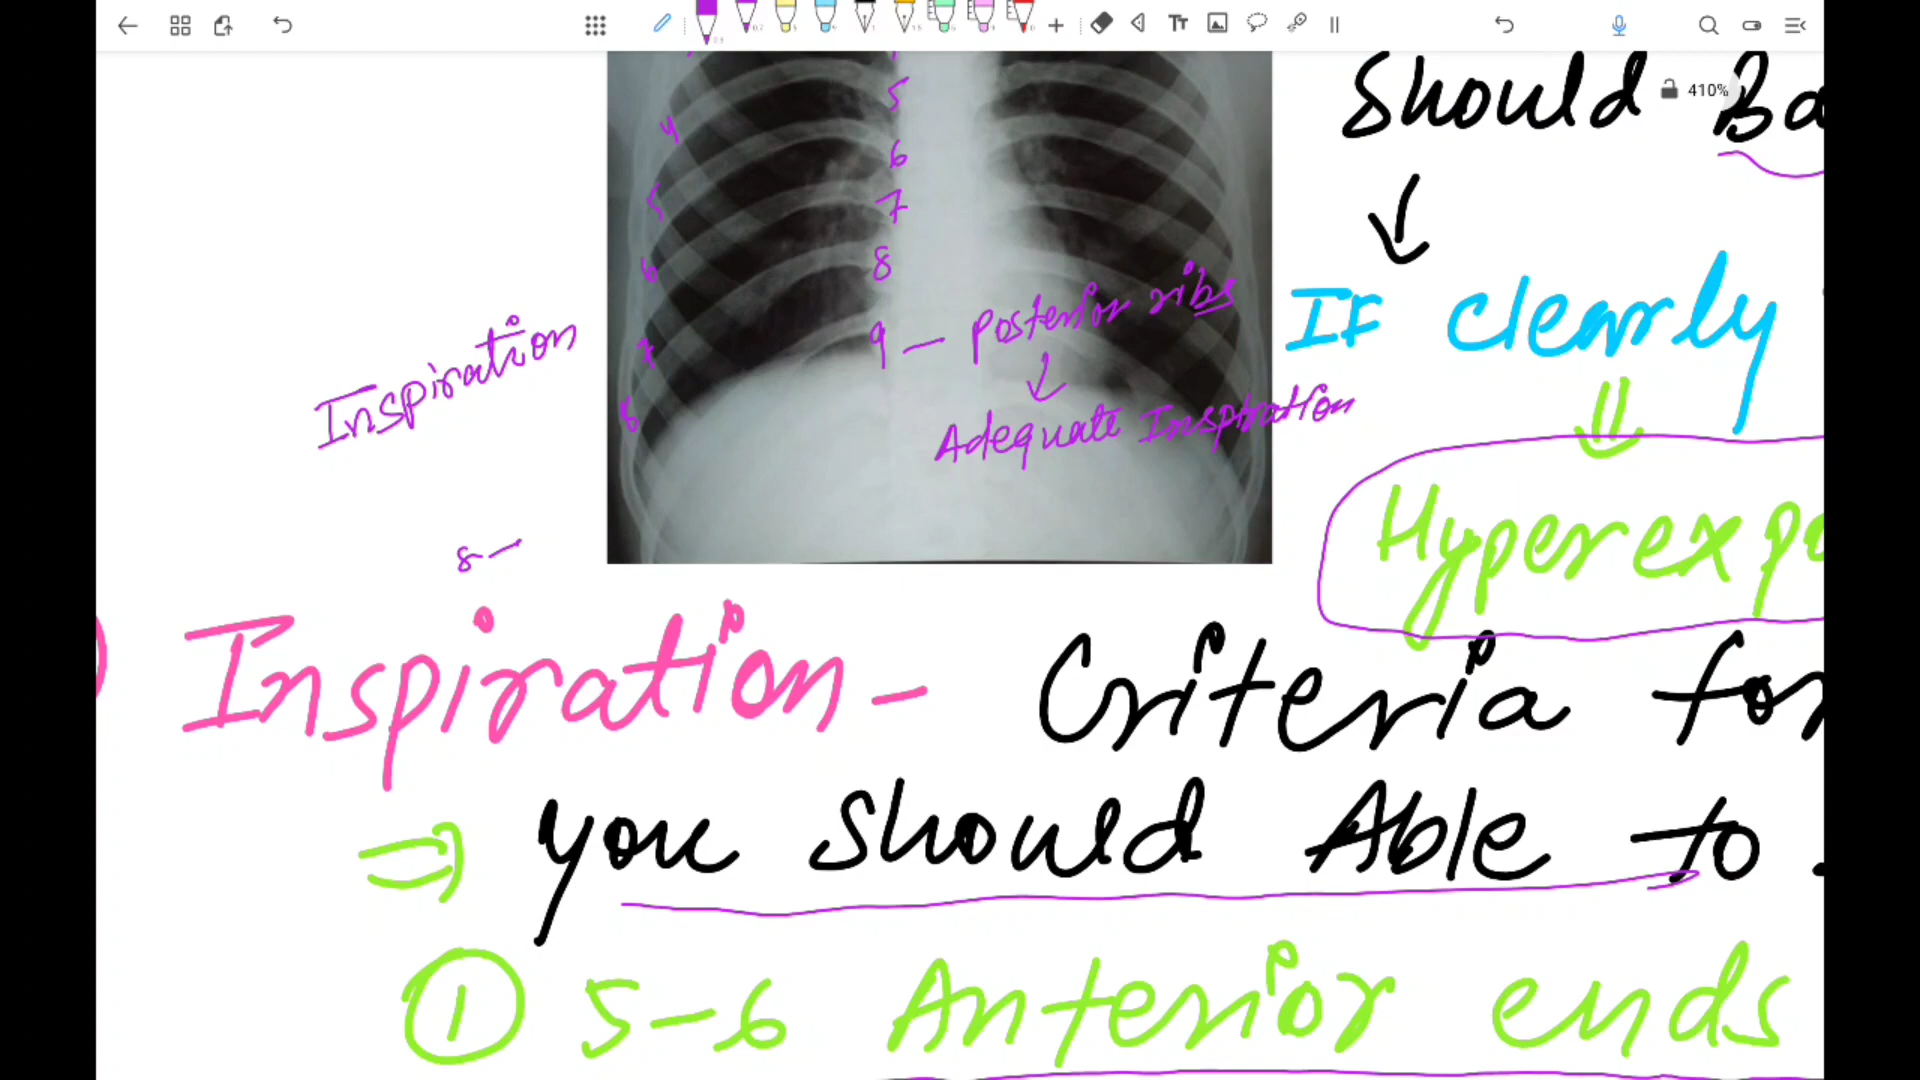 Should Ba
410%
5
4
6
5
7
8
6
Posterior ribs
9 —
IF clearly
Inspiration
7
Adequate Inspiration
8
Hyperexpo
8 —
Inspiration - Criteria for
⇒ you should Able to
① 5-6 Anterior ends